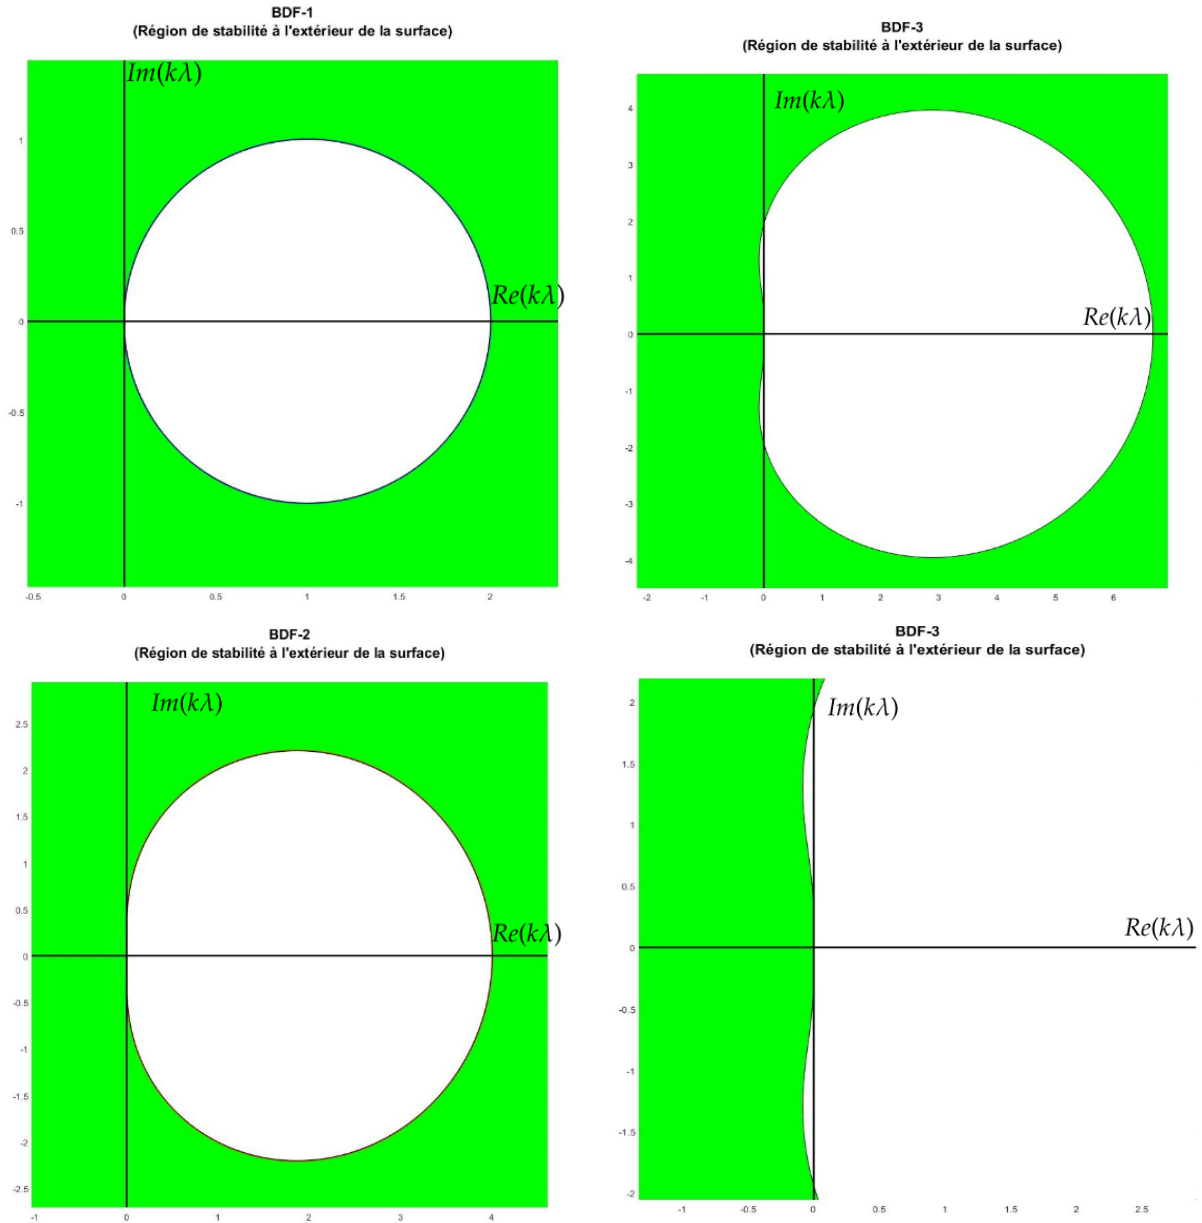 BDF-1
(Région de stabilité à l'extérieur de la surface)
Im(kλ)
1
0.5
Re(kλ)
0
-0.5
-1
-0.5 0 0.5 1 1.5 2
BDF-3
(Région de stabilité à l'extérieur de la surface)
Im(kλ)
4
3
2
1
Re(kλ)
0
-1
-2
-3
-4
-2 -1 0 1 2 3 4 5 6
BDF-2
(Région de stabilité à l'extérieur de la surface)
Im(kλ)
2.5
2
1.5
1
0.5
Re(kλ)
0
-0.5
-1
-1.5
-2
-2.5
-1 0 1 2 3 4
BDF-3
(Région de stabilité à l'extérieur de la surface)
Im(kλ)
2
1.5
1
0.5
Re(kλ)
0
-0.5
-1
-1.5
-2
-1 -0.5 0 0.5 1 1.5 2 2.5